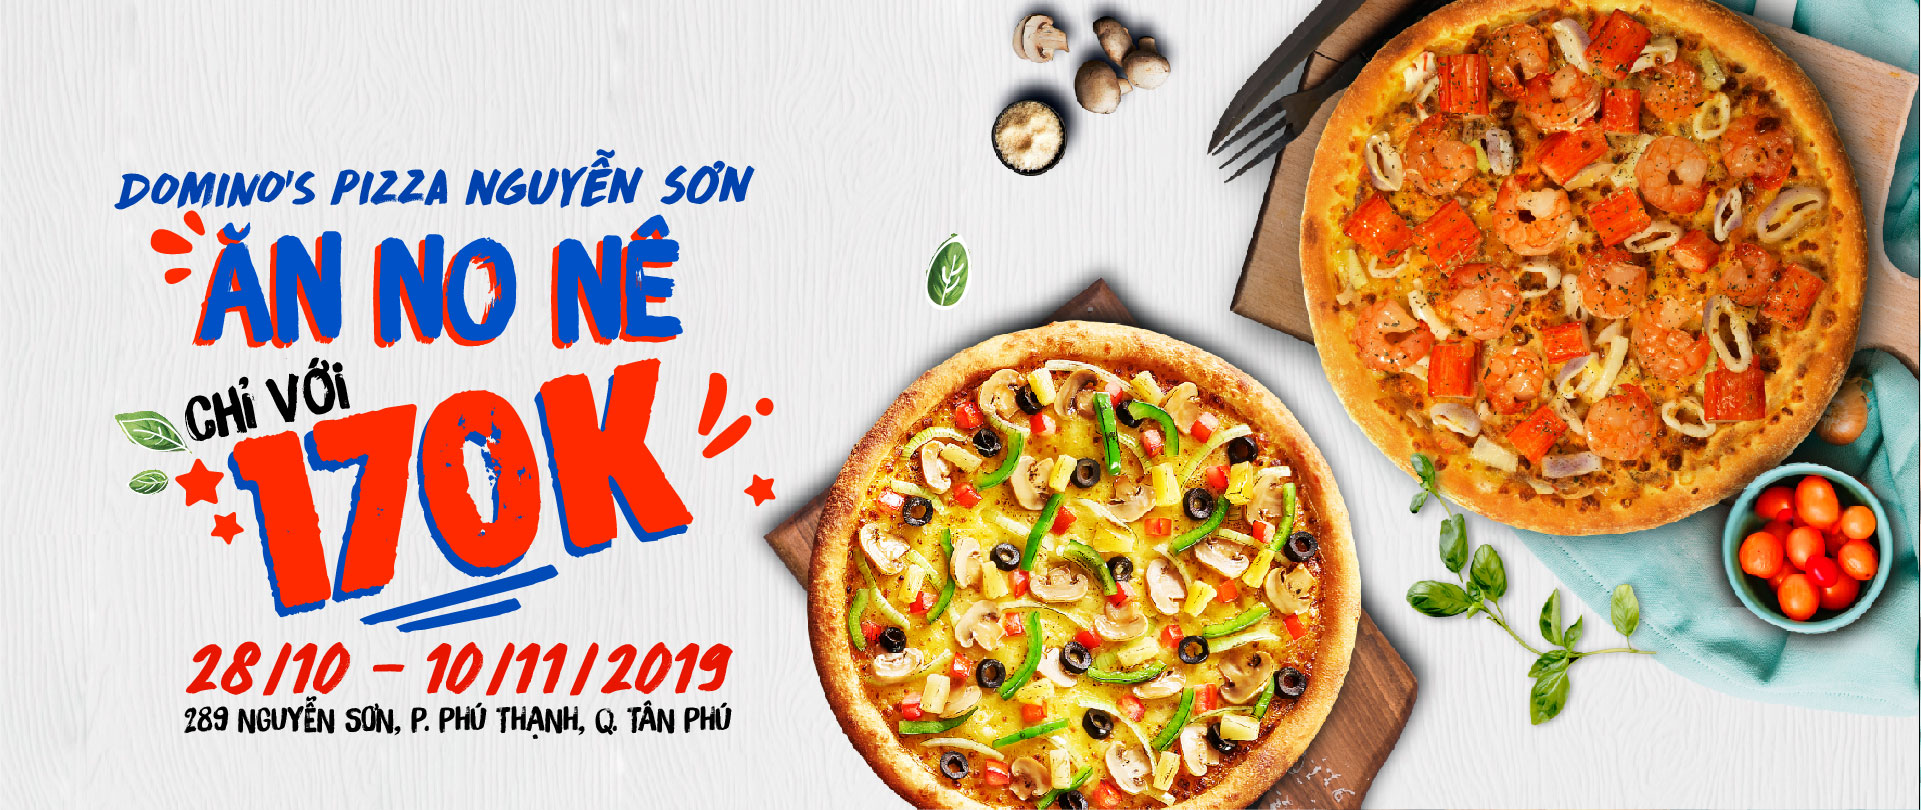 DOMINO'S PIZZA NGUYỄN SƠN
ĂN NO NÊ
CHỈ VỚI
170K
28/10 – 10/11/2019
289 NGUYỄN SƠN, P. PHÚ THẠNH, Q. TÂN PHÚ